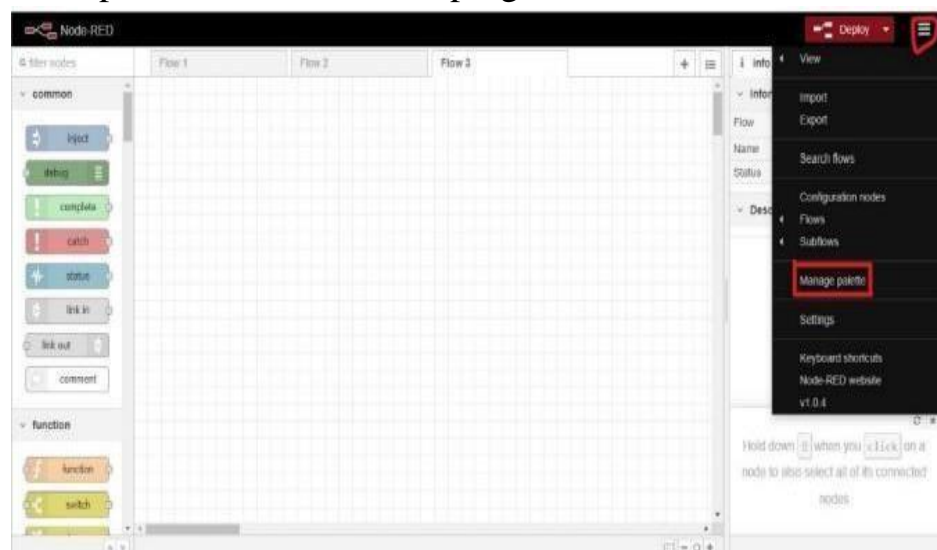 Node-RED
Deploy
filter nodes
Flow 1
Flow 2
Flow 3
info
View
common
Import
Export
Flow
Name
Search flows
Status
inject
debug
Configuration nodes
complete
Flows
Subflows
catch
status
Manage palette
link in
Settings
link out
Keyboard shortcuts
comment
Node-RED website
v1.0.4
function
Hold down when you click on a
node to also select all of its connected
nodes
function
switch